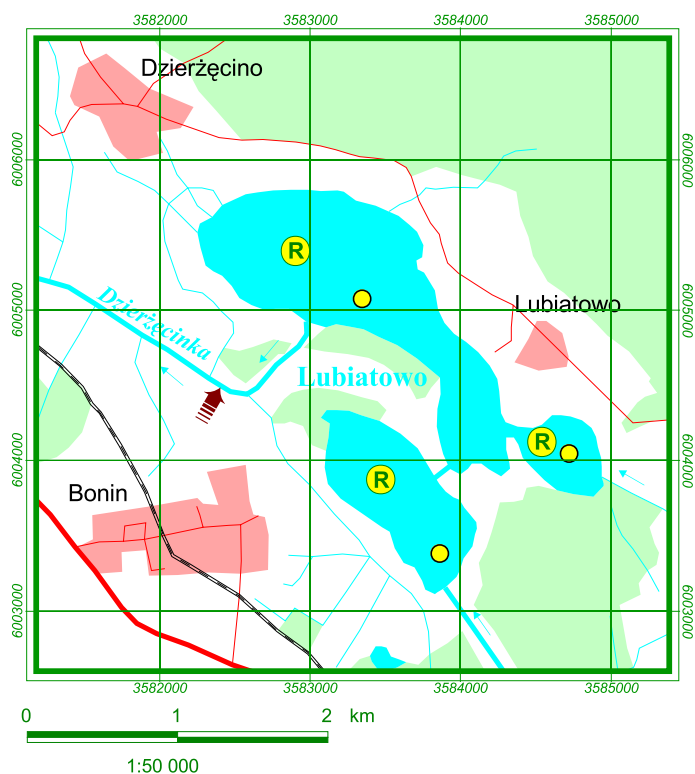 3582000 3583000 3584000 3585000
Dzierżęcino
6006000 6006000
R
Dzierżęcinka
Lubiatowo
6005000 6005000
Lubiatowo
R
6004000 6004000
R
Bonin
6003000 6003000
3582000 3583000 3584000 3585000
0 1 2 km
1:50 000